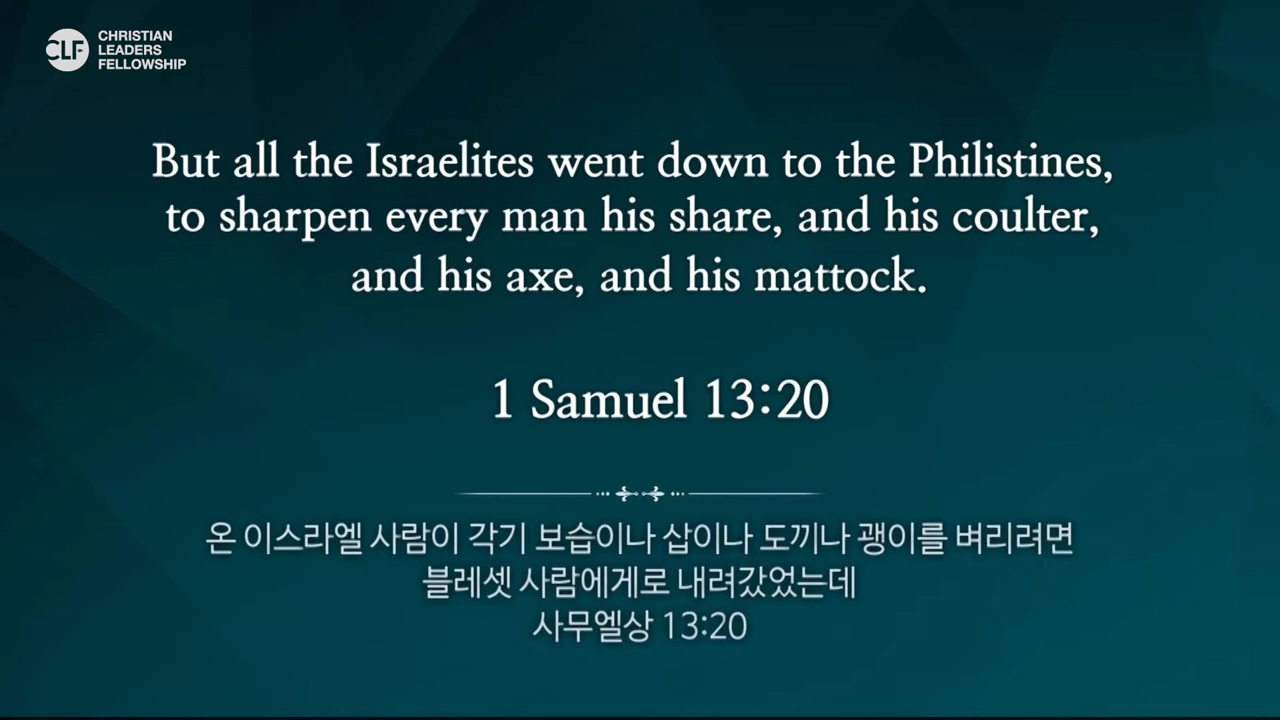 CLF CHRISTIAN
LEADERS
FELLOWSHIP
But all the Israelites went down to the Philistines,
to sharpen every man his share, and his coulter,
and his axe, and his mattock.
1 Samuel 13:20
온 이스라엘 사람이 각기 보습이나 삽이나 도끼나 괭이를 벼리려면
블레셋 사람에게로 내려갔었는데
사무엘상 13:20